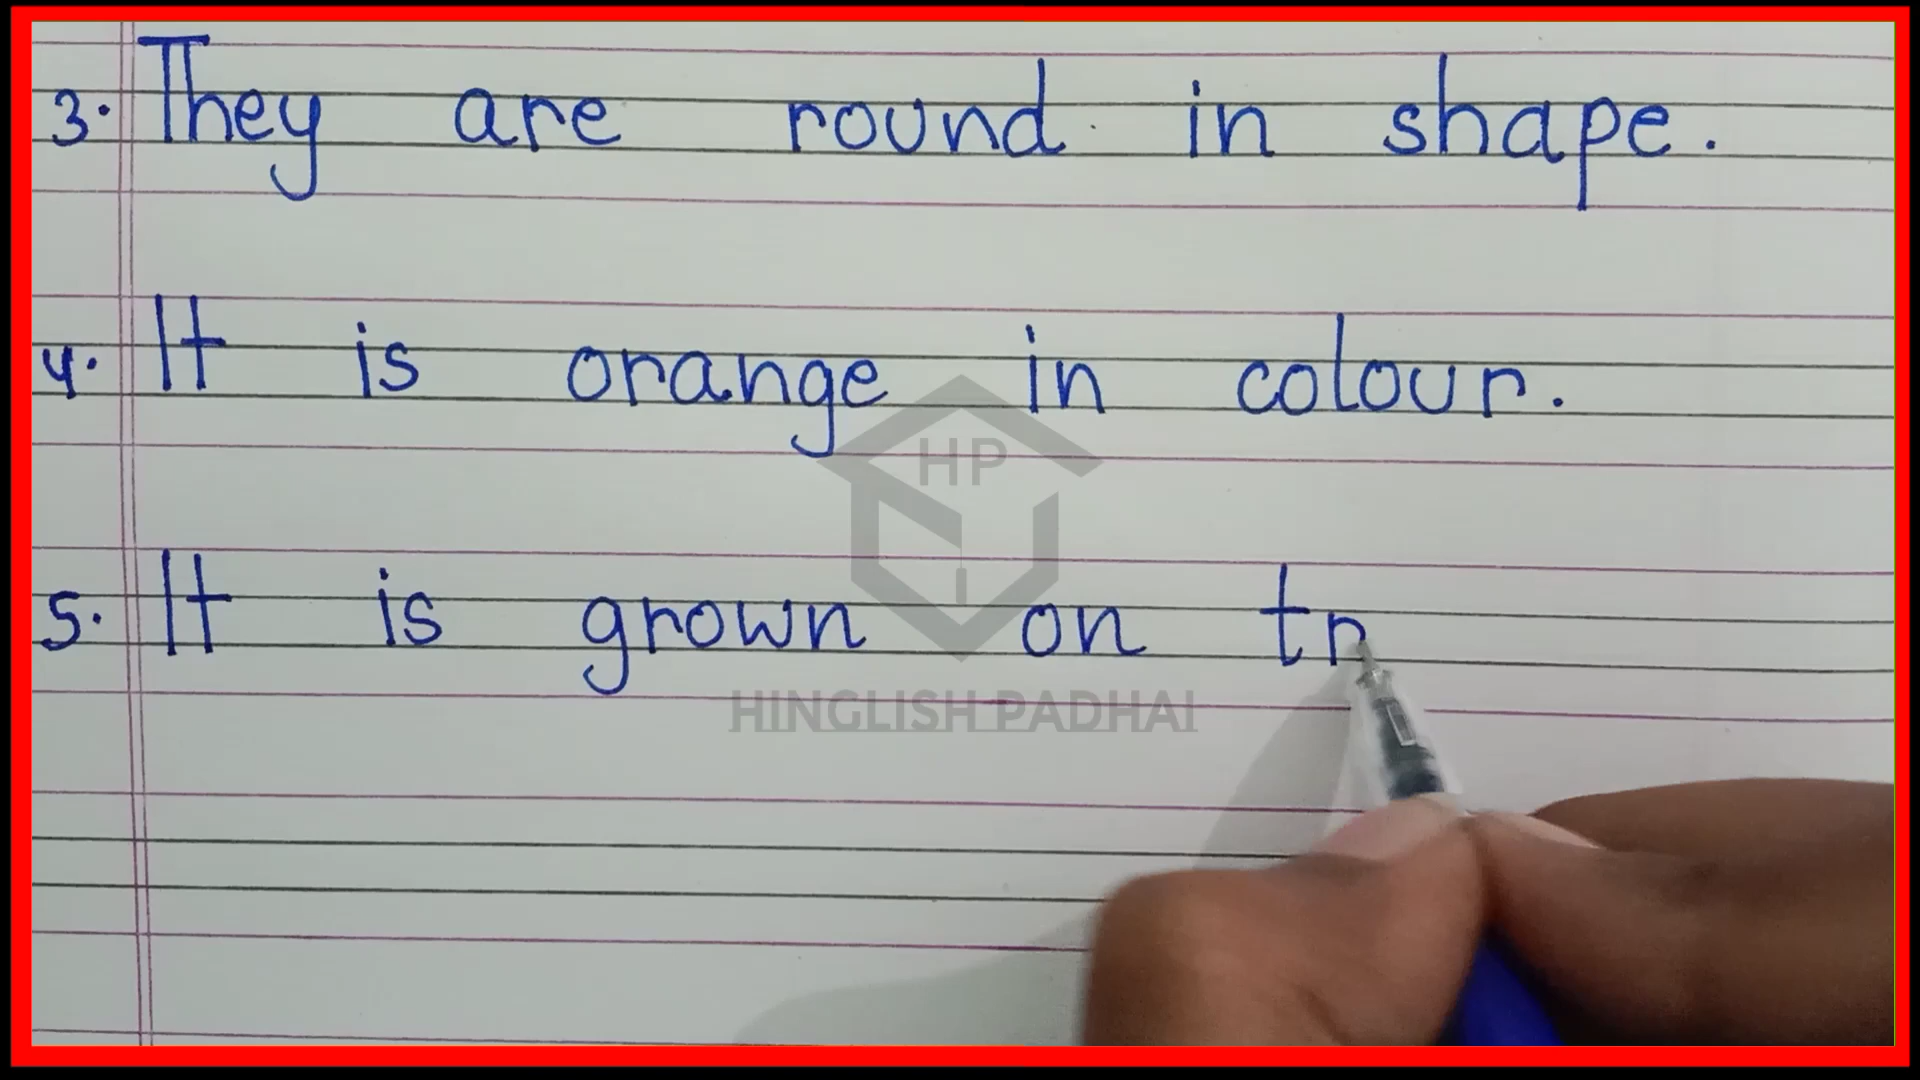 3. They are round in shape.
4. It is orange in colour.
HP
5. It is grown on tr
HINGLISH PADHAI